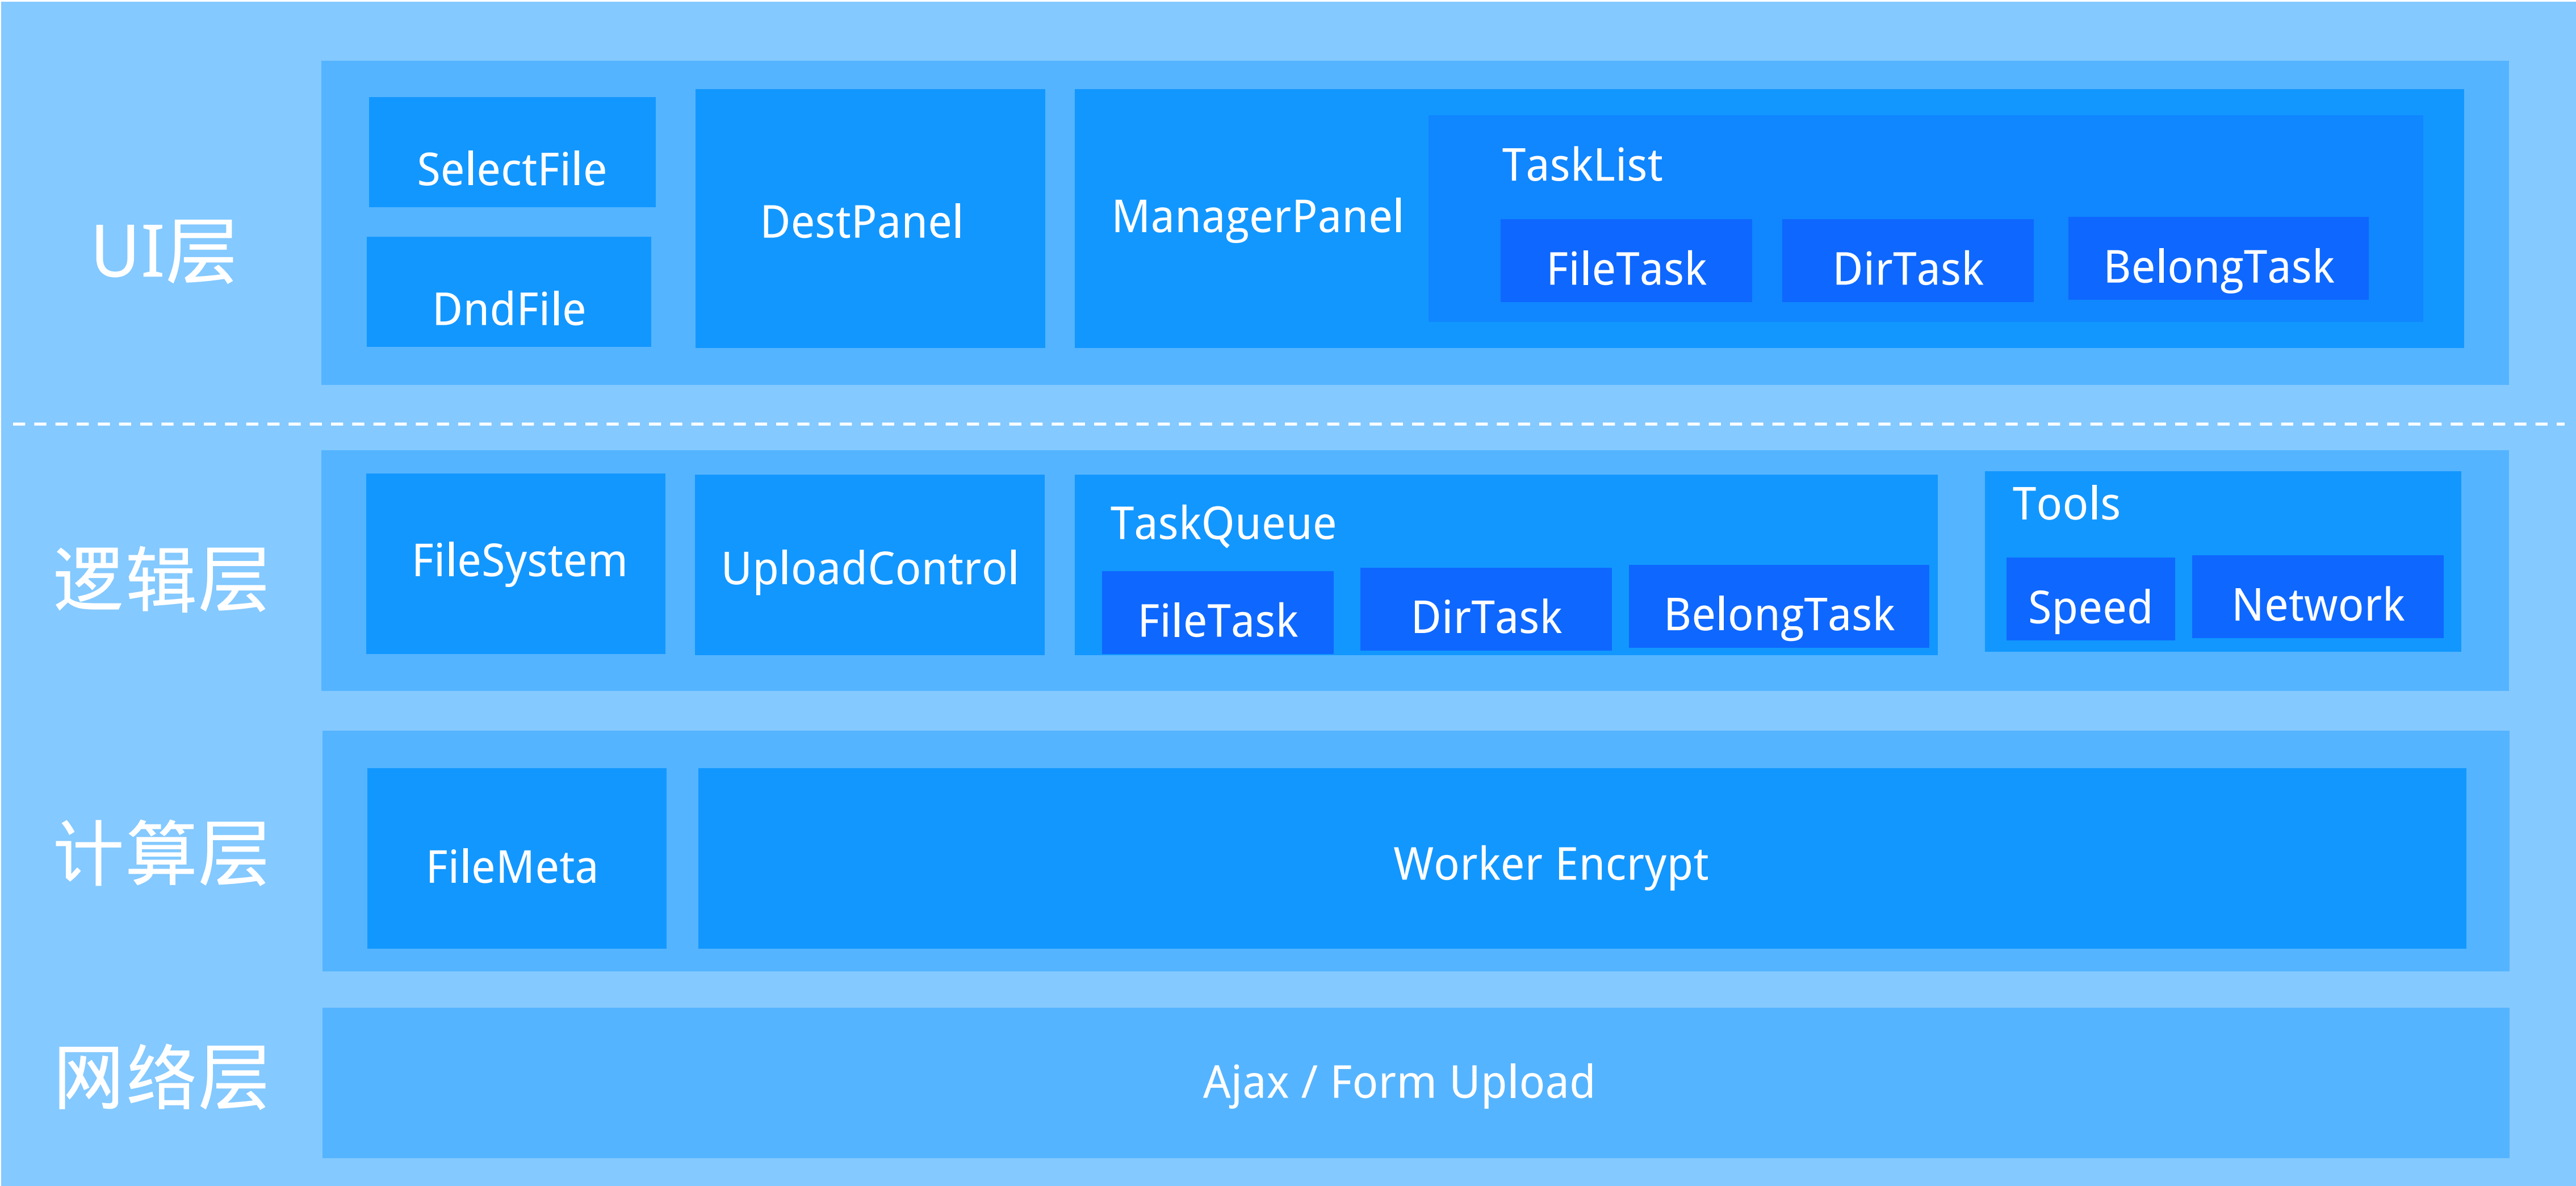 UI层
SelectFile
DndFile
DestPanel
ManagerPanel
TaskList
FileTask
DirTask
BelongTask
逻辑层
FileSystem
UploadControl
TaskQueue
FileTask
DirTask
BelongTask
Tools
Speed
Network
计算层
FileMeta
Worker Encrypt
网络层
Ajax / Form Upload